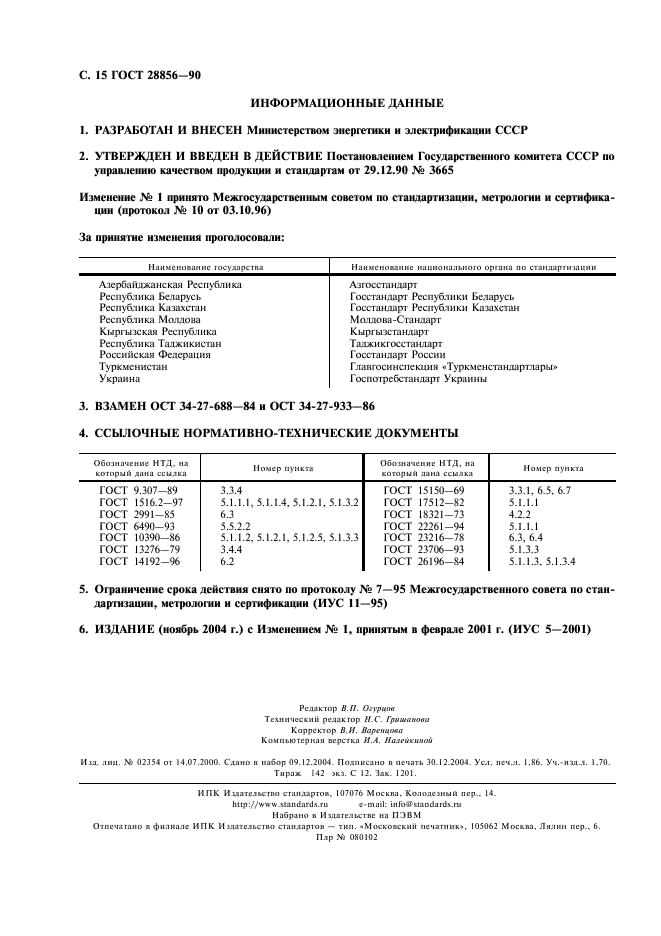 С. 15 ГОСТ 28856—90
ИНФОРМАЦИОННЫЕ ДАННЫЕ
1. РАЗРАБОТАН И ВНЕСЕН Министерством энергетики и электрификации СССР
2. УТВЕРЖДЕН И ВВЕДЕН В ДЕЙСТВИЕ Постановлением Государственного комитета СССР по
управлению качеством продукции и стандартам от 29.12.90 № 3665
Изменение № 1 принято Межгосударственным советом по стандартизации, метрологии и сертифика-
ции (протокол № 10 от 03.10.96)
За принятие изменения проголосовали:
Наименование государства Наименование национального органа по стандартизации
Азербайджанская Республика Азгосстандарт
Республика Беларусь Госстандарт Республики Беларусь
Республика Казахстан Госстандарт Республики Казахстан
Республика Молдова Молдова-Стандарт
Кыргызская Республика Кыргызстандарт
Республика Таджикистан Таджикгосстандарт
Российская Федерация Госстандарт России
Туркменистан Главгосинспекция «Туркменстандартлары»
Украина Госпотребстандарт Украины
3. ВЗАМЕН ОСТ 34-27-688—84 и ОСТ 34-27-933—86
4. ССЫЛОЧНЫЕ НОРМАТИВНО-ТЕХНИЧЕСКИЕ ДОКУМЕНТЫ
Обозначение НТД, на который дана ссылка Номер пункта Обозначение НТД, на который дана ссылка Номер пункта
ГОСТ 9.307—89 3.3.4 ГОСТ 15150—69 3.3.1, 6.5, 6.7
ГОСТ 1516.2—97 5.1.1.1, 5.1.1.4, 5.1.2.1, 5.1.3.2 ГОСТ 17512—82 5.1.1.1
ГОСТ 2991—85 6.3 ГОСТ 18321—73 4.2.2
ГОСТ 6490—93 5.5.2.2 ГОСТ 22261—94 5.1.1.1
ГОСТ 10390—86 5.1.1.2, 5.1.2.1, 5.1.2.5, 5.1.3.3 ГОСТ 23216—78 6.3, 6.4
ГОСТ 13276—79 3.4.4 ГОСТ 23706—93 5.1.3.3
ГОСТ 14192—96 6.2 ГОСТ 26196—84 5.1.1.3, 5.1.3.4
5. Ограничение срока действия снято по протоколу № 7—95 Межгосударственного совета по стан-
дартизации, метрологии и сертификации (ИУС 11—95)
6. ИЗДАНИЕ (ноябрь 2004 г.) с Изменением № 1, принятым в феврале 2001 г. (ИУС 5—2001)
Редактор В.П. Огурцов
Технический редактор Н.С. Гришанова
Корректор В.И. Варенцова
Компьютерная верстка И.А. Налейкиной
Изд. лиц. № 02354 от 14.07.2000. Сдано в набор 09.12.2004. Подписано в печать 30.12.2004. Усл. печ.л. 1,86. Уч.-изд.л. 1,70.
Тираж 142 экз. С 12. Зак. 1201.
ИПК Издательство стандартов, 107076 Москва, Колодезный пер., 14.
http://www.standards.ru e-mail: info@standards.ru
Набрано в Издательстве на ПЭВМ
Отпечатано в филиале ИПК Издательство стандартов — тип. «Московский печатник», 105062 Москва, Лялин пер., 6.
Плр № 080102